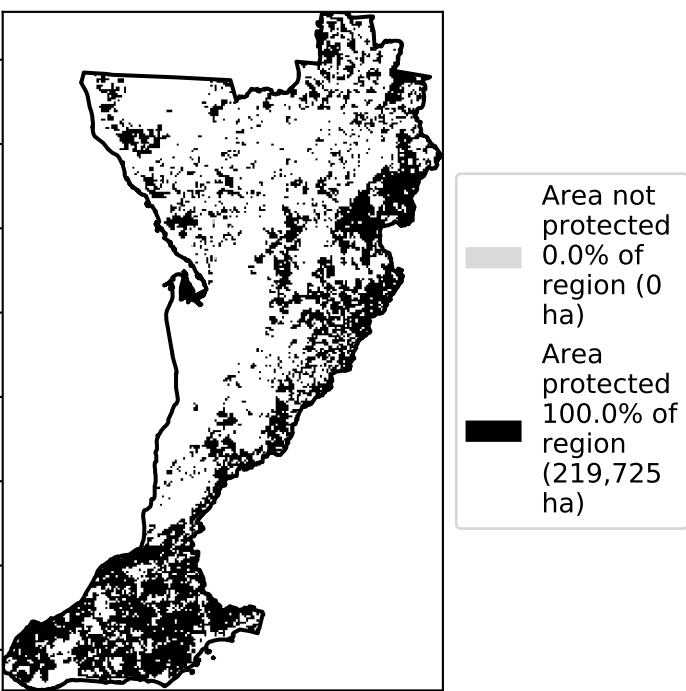 Area not
protected
0.0% of
region (0
ha)
Area
protected
100.0% of
region
(219,725
ha)